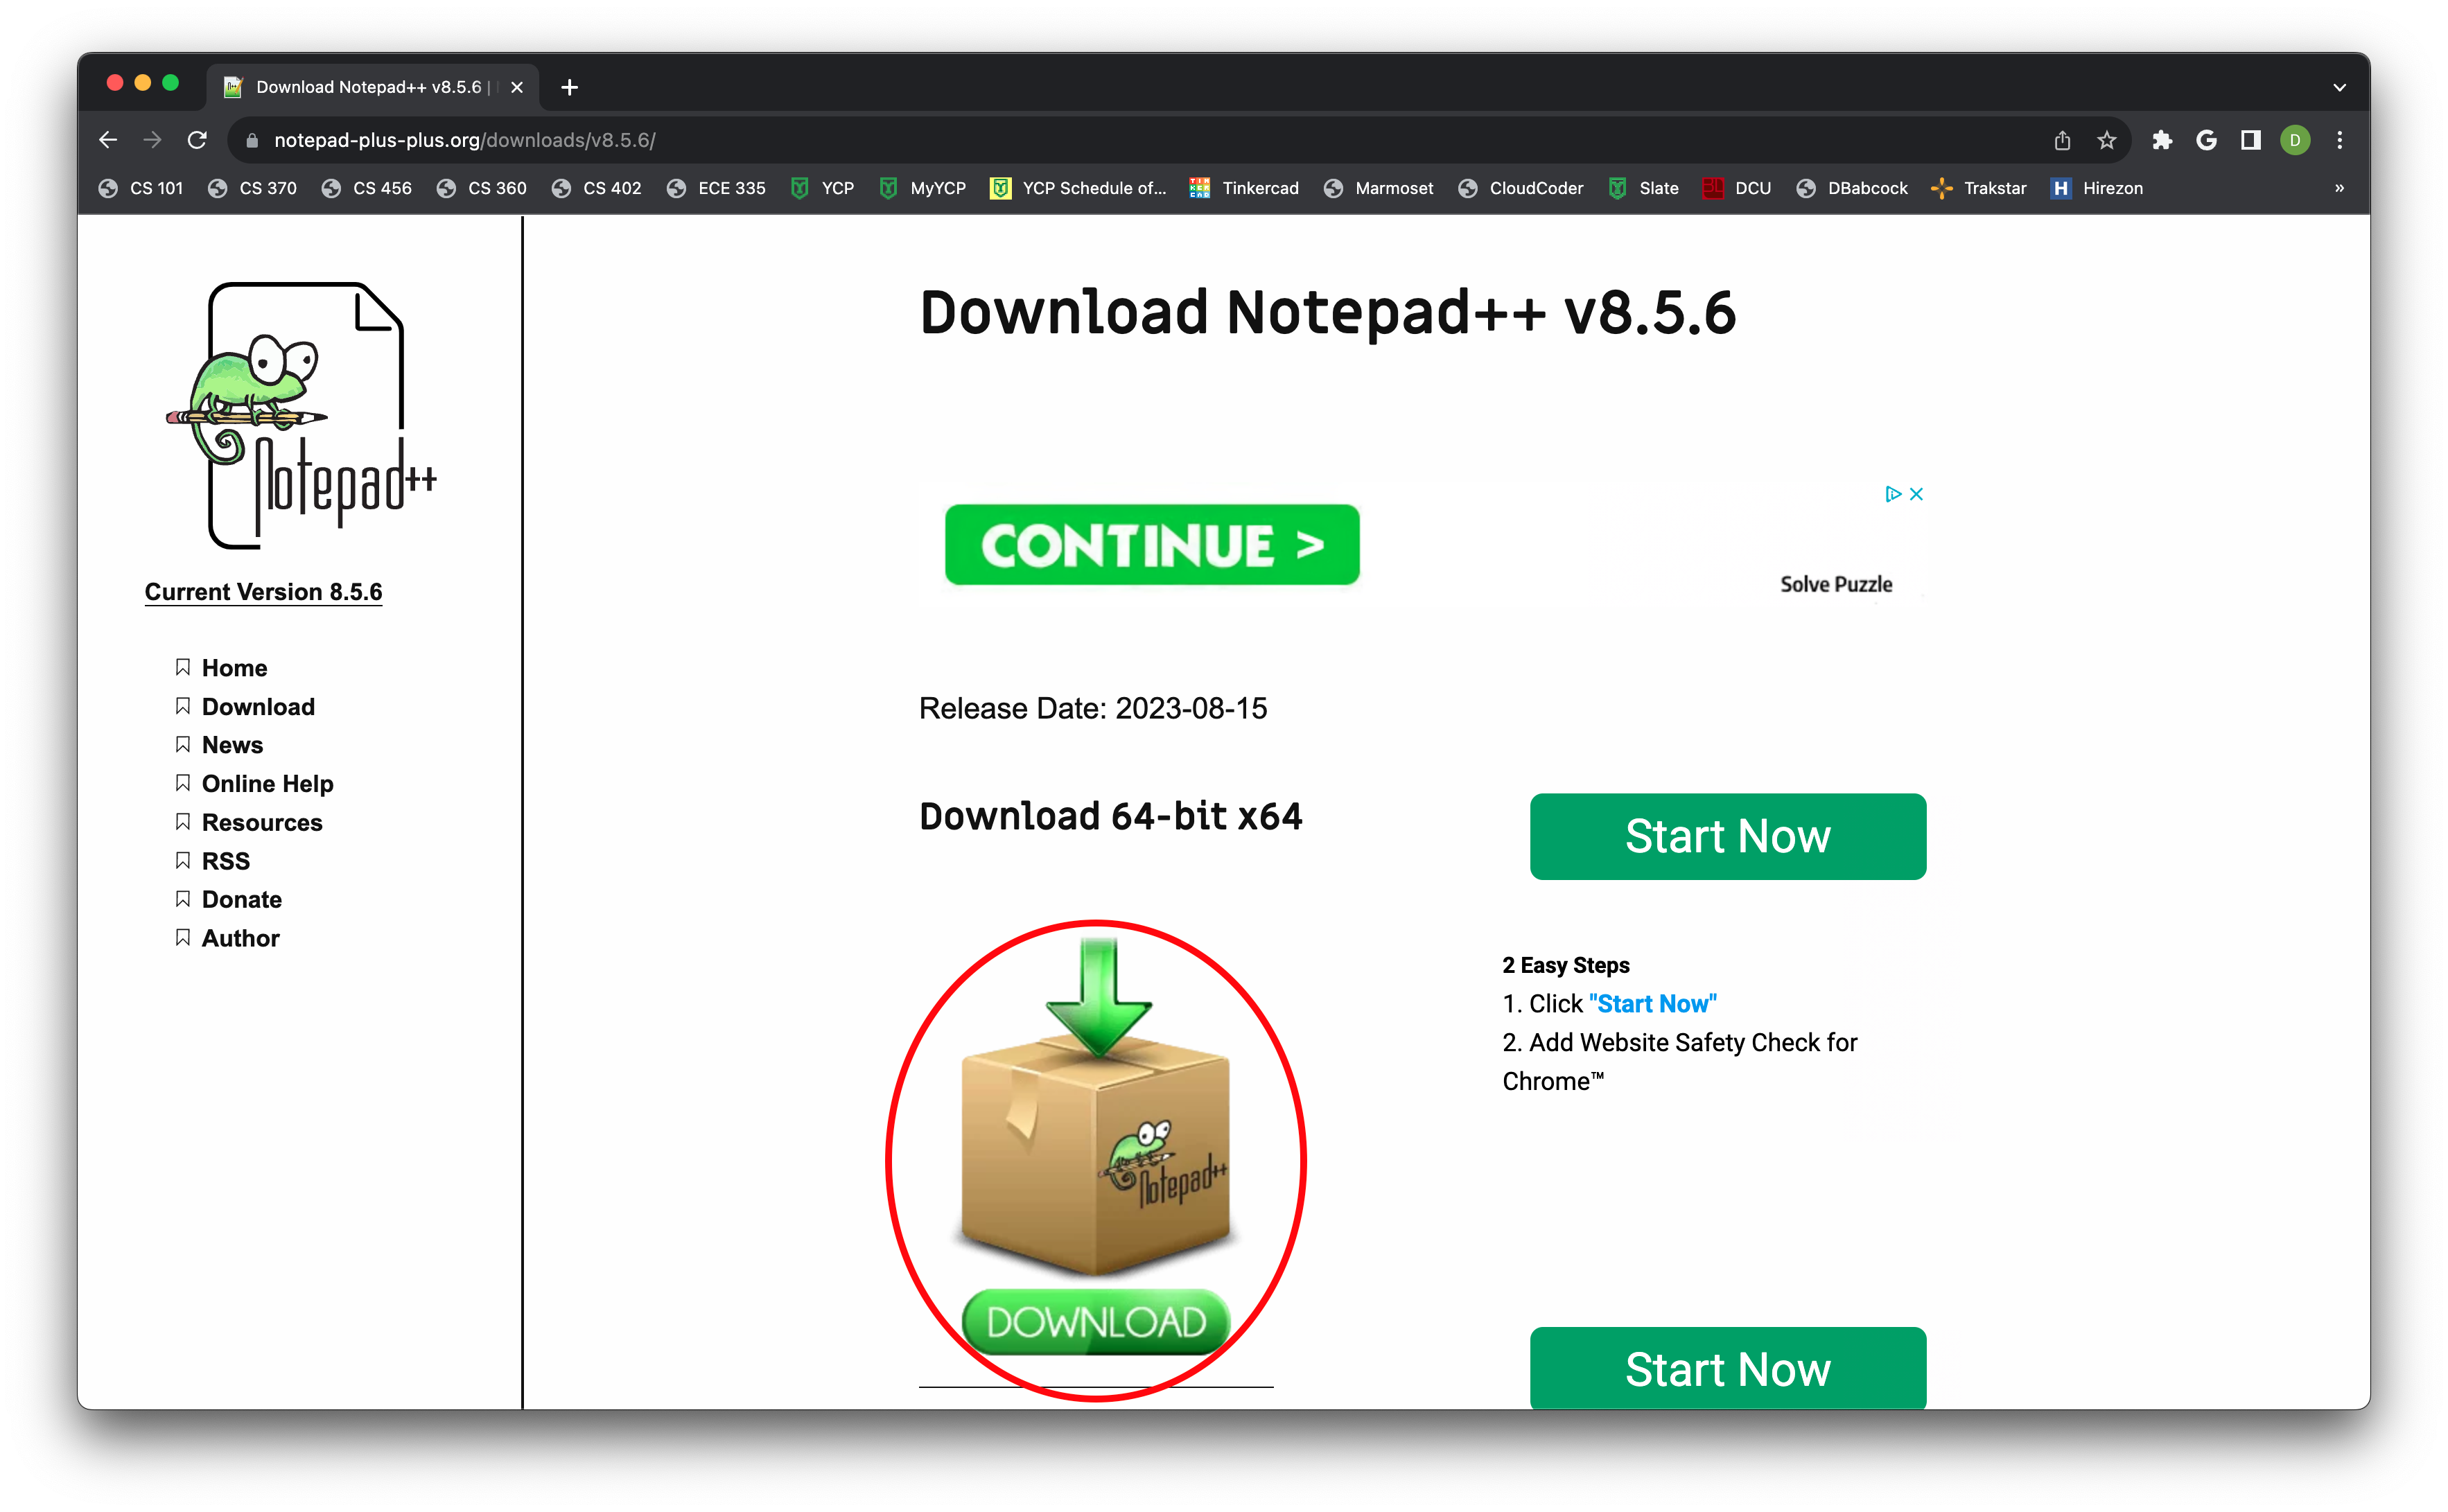 Download Notepad++ v8.5.6 |
notepad-plus-plus.org/downloads/v8.5.6/
D
CS 101 CS 370 CS 456 CS 360 CS 402 ECE 335 YCP MyYCP YCP Schedule of... Tinkercad Marmoset CloudCoder Slate DCU DBabcock Trakstar Hirezon »
Notepad++
Current Version 8.5.6
Home
Download
News
Online Help
Resources
RSS
Donate
Author
Download Notepad++ v8.5.6
CONTINUE >
Solve Puzzle
Release Date: 2023-08-15
Download 64-bit x64
Start Now
2 Easy Steps
1. Click "Start Now"
2. Add Website Safety Check for
Chrome™
Notepad++
DOWNLOAD
Start Now